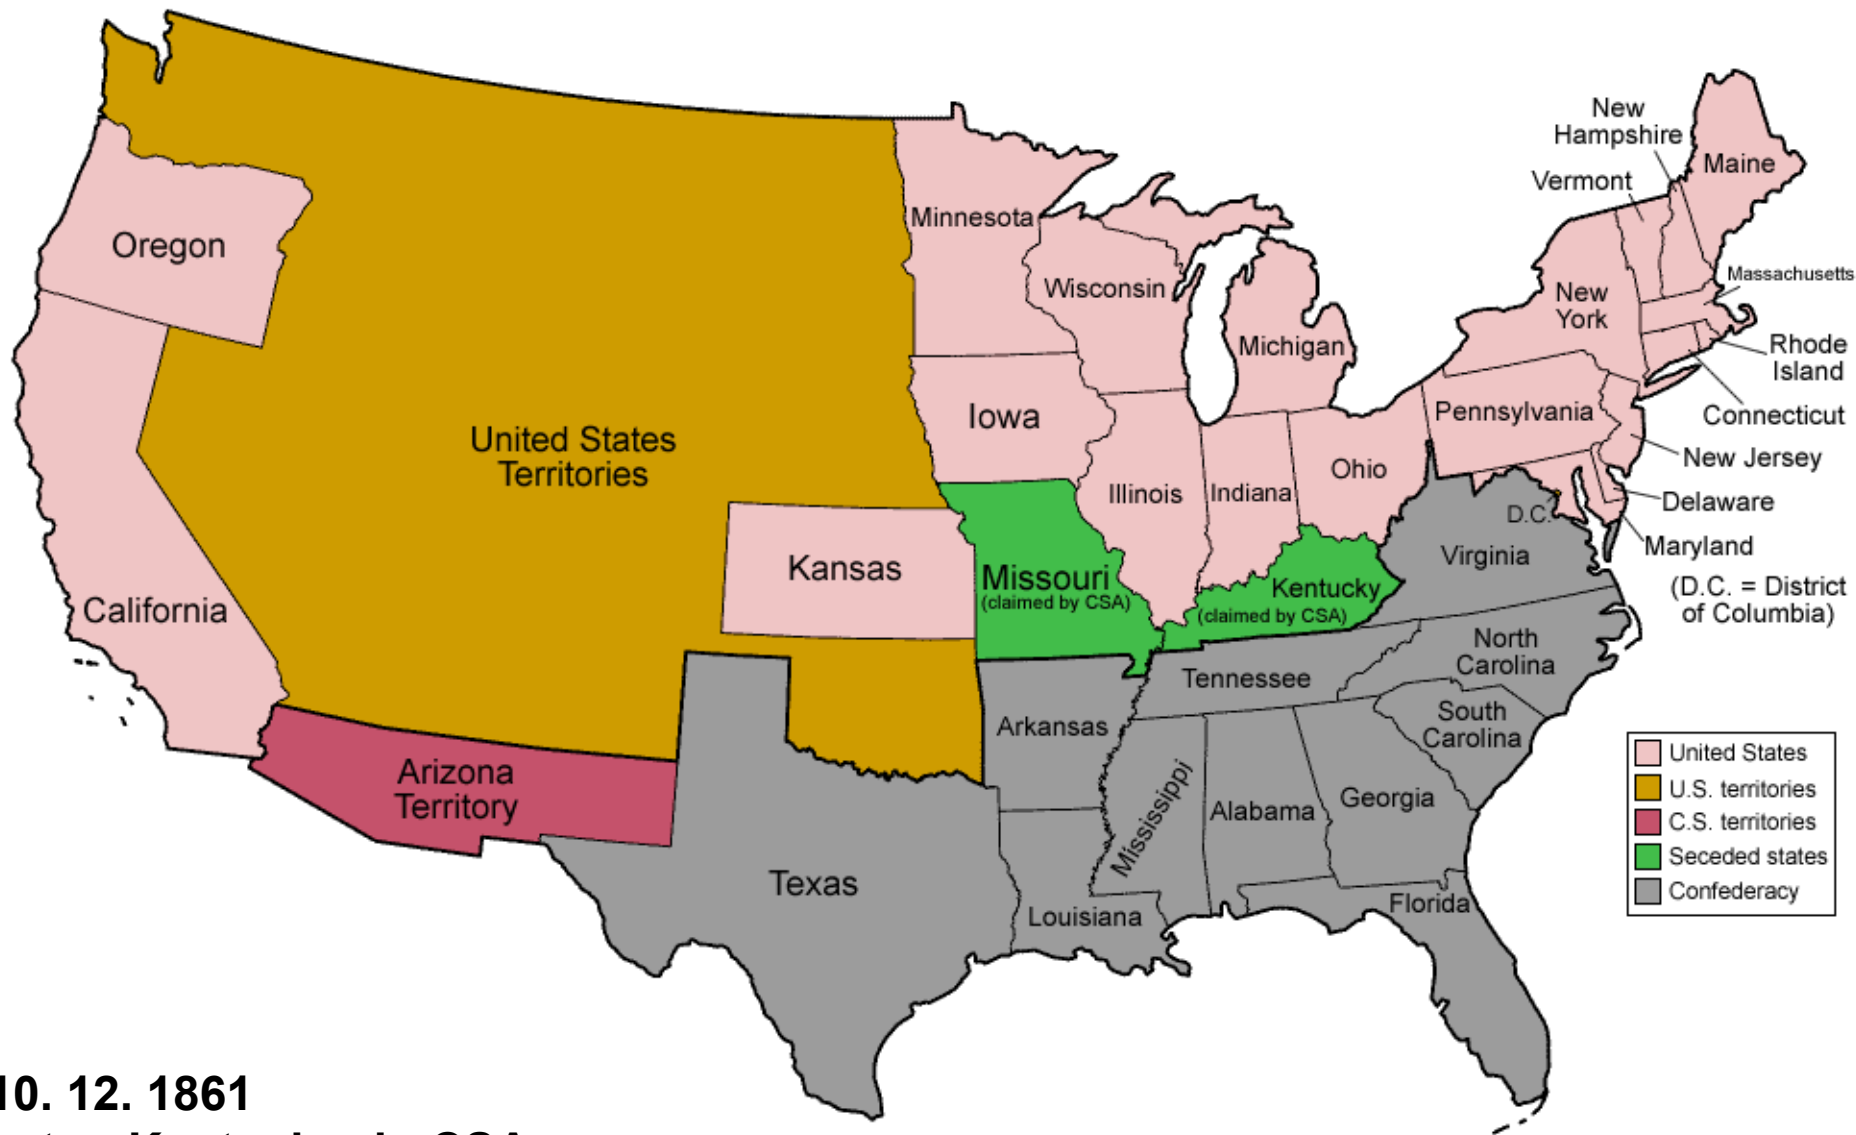 New
Hampshire
Maine
Vermont
Minnesota
Oregon
Massachusetts
Wisconsin
New
York
Michigan
Rhode
Island
Iowa
Pennsylvania
Connecticut
United States
Territories
New Jersey
Ohio
Illinois
Indiana
Delaware
D.C.
Maryland
Virginia
Kansas
Missouri
(claimed by CSA)
Kentucky
(claimed by CSA)
(D.C. = District
of Columbia)
California
North
Carolina
Tennessee
South
Carolina
Arkansas
Arizona
Territory
Mississippi
Alabama
Georgia
Texas
Louisiana
Florida
United States
U.S. territories
C.S. territories
Seceded states
Confederacy
10. 12. 1861